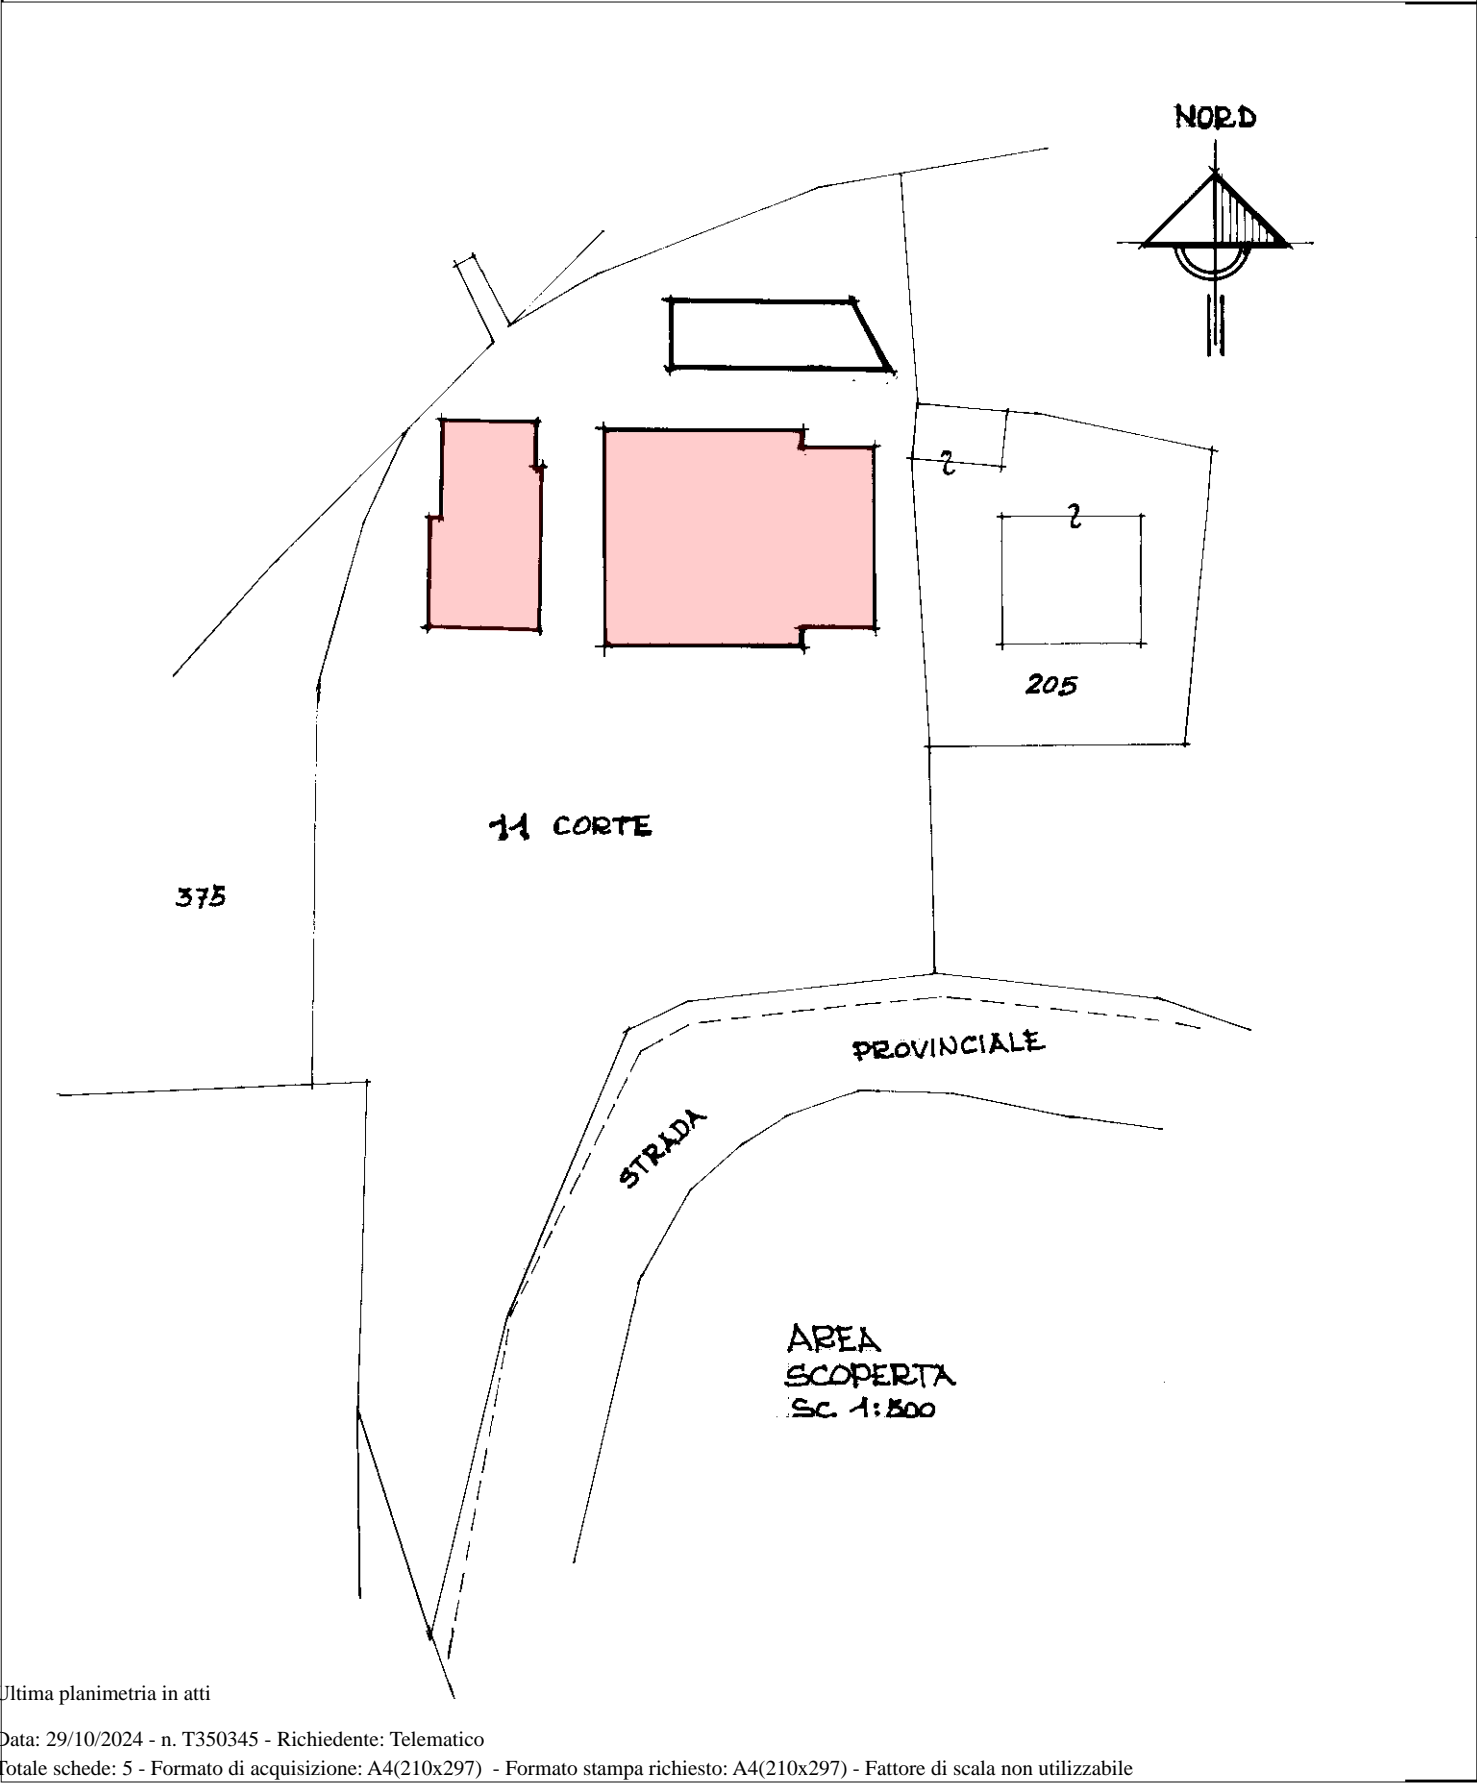 NORD
205
11 CORTE
375
PROVINCIALE
STRADA
AREA
SCOPERTA
SC. 1:500
Ultima planimetria in atti
Data: 29/10/2024 - n. T350345 - Richiedente: Telematico
Totale schede: 5 - Formato di acquisizione: A4(210x297) - Formato stampa richiesto: A4(210x297) - Fattore di scala non utilizzabile